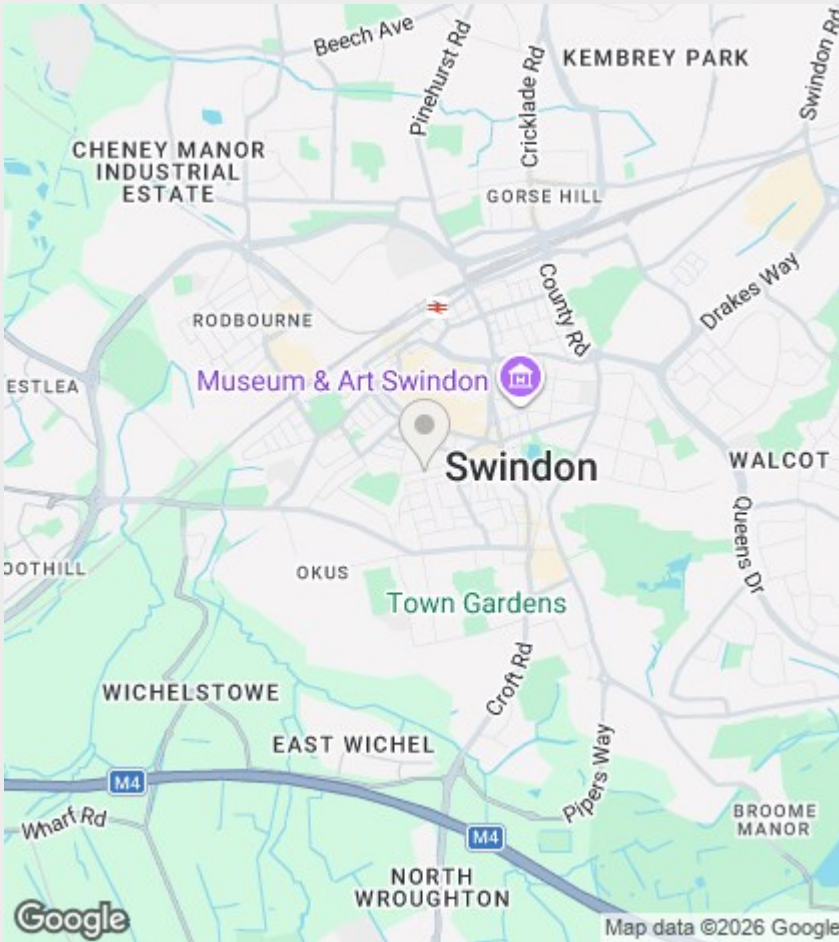 Beech Ave
Pinehurst Rd
Cricklade Rd
KEMBREY PARK
Swindon Rd
CHENEY MANOR
INDUSTRIAL
ESTATE
GORSE HILL
County Rd
Drakes Way
RODBOURNE
ESTLEA
Museum & Art Swindon
Swindon
WALCOT
Queens Dr
OOTHILL
OKUS
Town Gardens
Croft Rd
WICHELSTOWE
EAST WICHEL
Pipers Way
M4
Wharf Rd
M4
BROOME
MANOR
NORTH
WROUGHTON
Google
Map data ©2026 Google